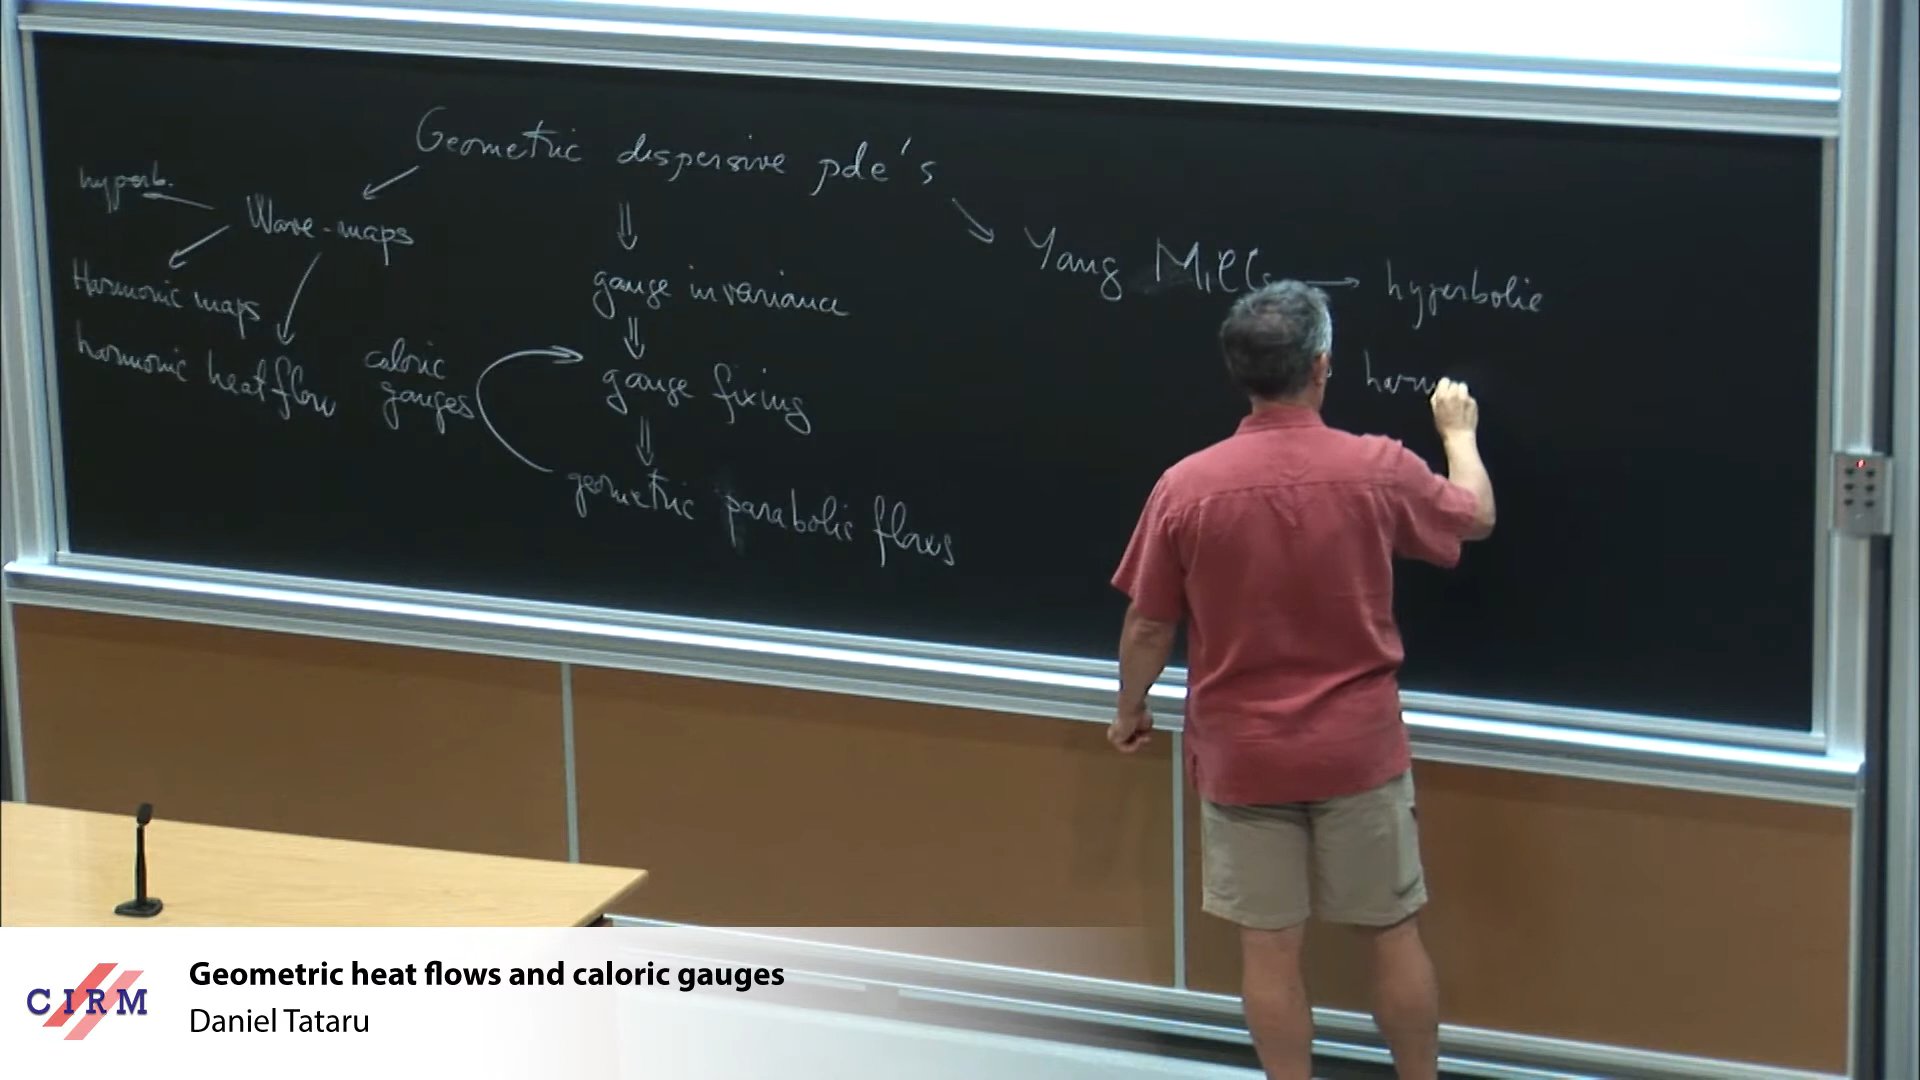 Geometric dispersive pde's
hyperb.
Wave-maps
Harmonic maps
harmonic heat flow
caloric
gauges
gauge invariance
gauge fixing
geometric parabolic flows
Yang Mills
hyperbolic
harm
CIRM
Geometric heat flows and caloric gauges
Daniel Tataru